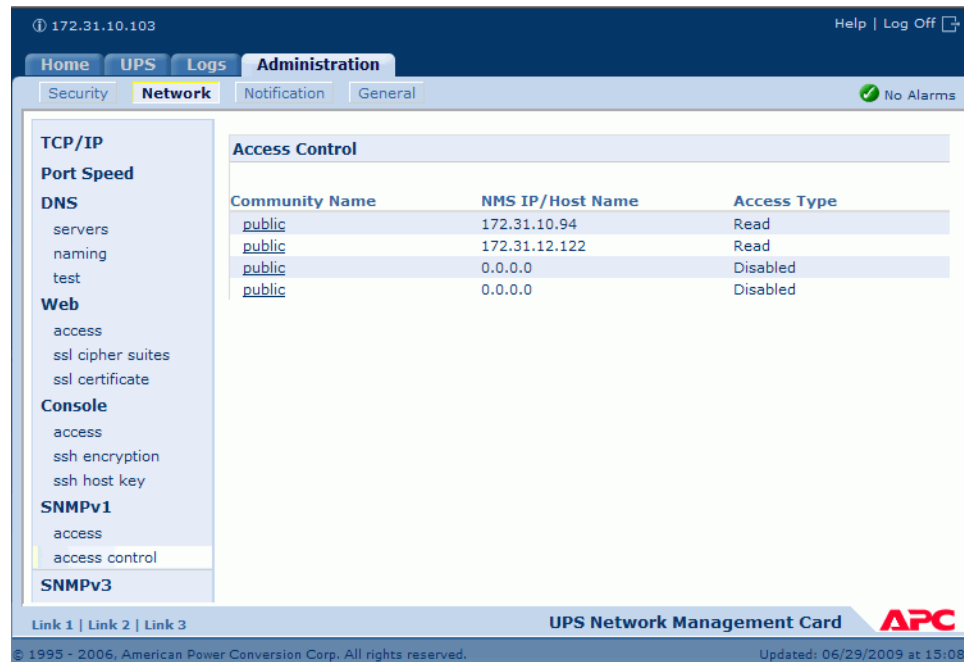 172.31.10.103
Help | Log Off
Home UPS Logs Administration
Security Network Notification General
No Alarms
TCP/IP
Port Speed
DNS
servers
naming
test
Web
access
ssl cipher suites
ssl certificate
Console
access
ssh encryption
ssh host key
SNMPv1
access
access control
SNMPv3
Access Control
Community Name NMS IP/Host Name Access Type
public 172.31.10.94 Read
public 172.31.12.122 Read
public 0.0.0.0 Disabled
public 0.0.0.0 Disabled
Link 1 | Link 2 | Link 3
UPS Network Management Card
APC
© 1995 - 2006, American Power Conversion Corp. All rights reserved.
Updated: 06/29/2009 at 15:08